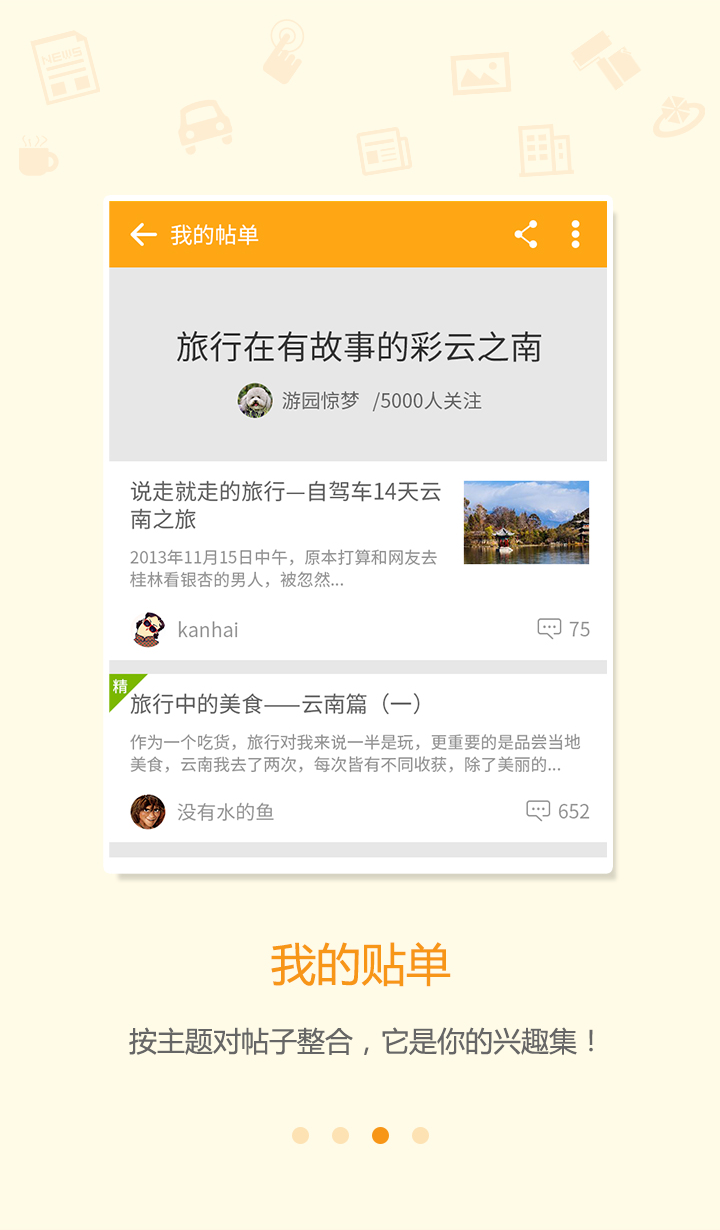 NEWS
我的帖单
旅行在有故事的彩云之南
游园惊梦 /5000人关注
说走就走的旅行—自驾车14天云
南之旅
2013年11月15日中午，原本打算和网友去
桂林看银杏的男人，被忽然...
kanhai
75
精
旅行中的美食——云南篇（一）
作为一个吃货，旅行对我来说一半是玩，更重要的是品尝当地
美食，云南我去了两次，每次皆有不同收获，除了美丽的...
没有水的鱼
652
我的贴单
按主题对帖子整合，它是你的兴趣集！